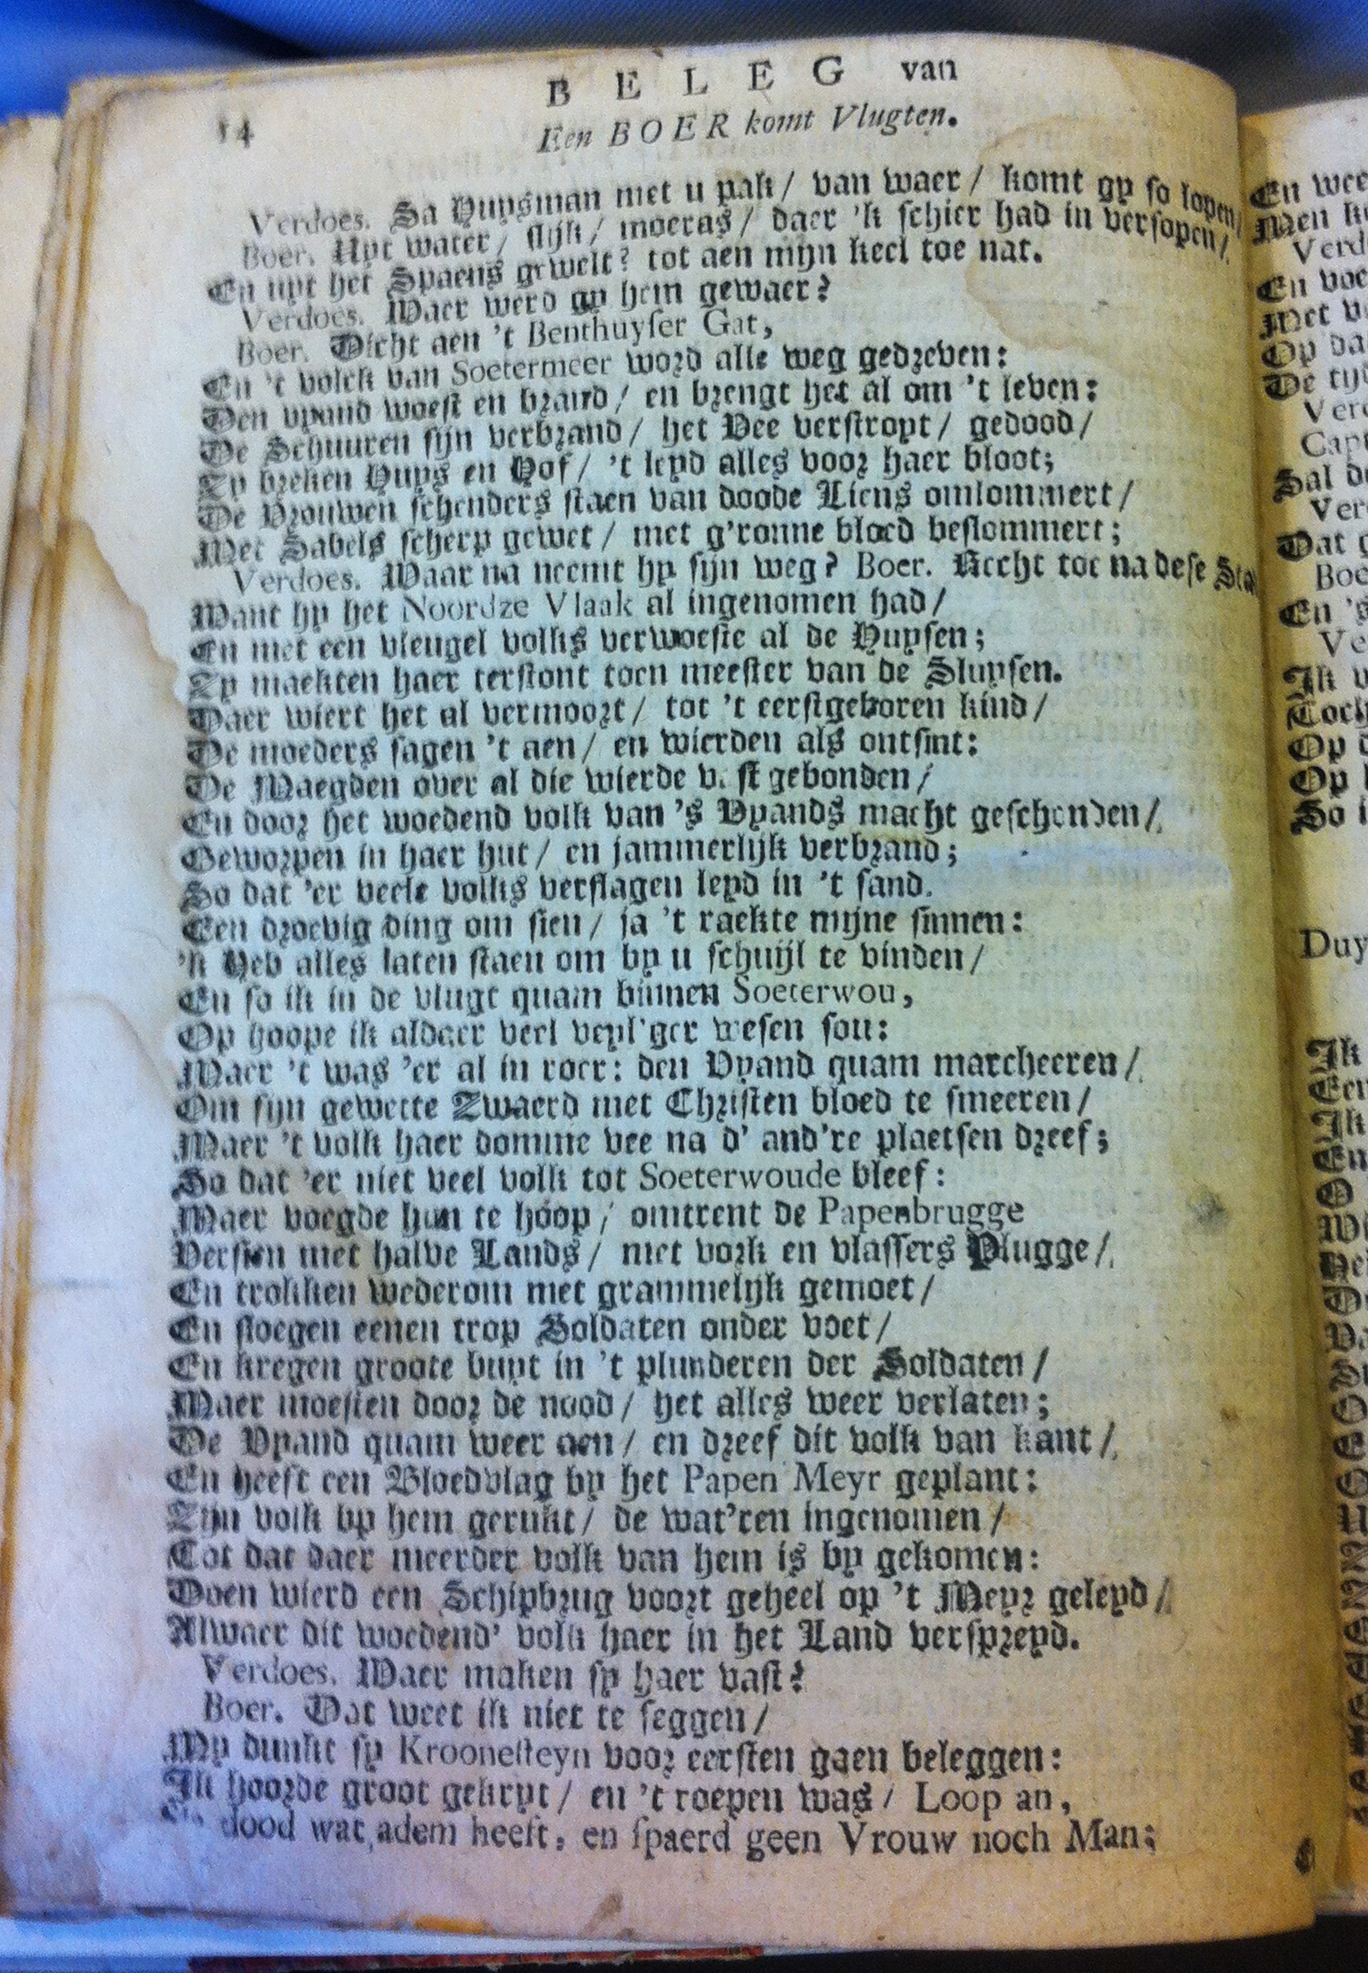 BELEG van
14
Een BOER komt Vlugten.
Verdoes. Sa Huysman met u pak / van waer / komt gy so lopen /
Boer. Uyt water / slijk / moeras / daer 'k schier had in versopen /
En uyt het Spaens gewelt? tot aen mijn keel toe nat.
Verdoes. Waer werd gy hem gewaer?
Boer. Dicht aen 't Benthuyser Gat,
En 't volck van Soetermeer word alle weg gedreven:
Den vyand woest en brand / en brengt het al om 't leven:
De Schuuren sijn verbrand / het Vee verstropt / gedood /
Zy breken Huys en Hof / 't leyd alles voor haer bloot;
De Vrouwen schenders staen van doode Liens omlommert /
Met Sabels scherp gewet / met g'ronne bloed beslommert;
Verdoes. Waar na neemt hy sijn weg? Boer. Recht toe na dese Sta
Want hy het Noordze Vlaak al ingenomen had /
En met een vleugel volks verwoeste al de Huysen;
Zy maekten haer terstont toen meester van de Sluysen.
Daer wiert het al vermoort / tot 't eerstgeboren kind /
De moeders sagen 't aen / en wierden als ontsint:
De Maegden over al die wierde vast gebonden /
En door het woedend volk van 's Vyands macht geschonden /
Geworpen in haer hut / en jammerlijk verbrand;
So dat 'er veele volks verslagen leyd in 't sand.
Een droevig ding om sien / ja 't raekte mijne sinnen:
'k Heb alles laten staen om by u schuijl te vinden /
En so ik in de vlugt quam binnen Soeterwou,
Op hoope ik aldaer veel veyl'ger wesen sou:
Maer 't was 'er al in roer: den Vyand quam marcheeren /
Om sijn gewette Zwaerd met Christen bloed te smeeren /
Maer 't volk haer domme vee na d' and're plaetsen dreef;
So dat 'er niet veel volk tot Soeterwoude bleef:
Maer voegde hun te hoop / omtrent de Papenbrugge
Versien met halve Lands / met vork en vlassers Plugge /
En trokken wederom met grammelijk gemoet /
En sloegen eenen trop Soldaten onder voet /
En kregen groote buyt in 't plunderen der Soldaten /
Maer moesten door de nood / het alles weer verlaten;
De Vyand quam weer aen / en dreef dit volk van kant /
En heeft een Bloedvlag by het Papen Meyr geplant:
Zijn volk by hem gerukt / de wat'ren ingenomen /
Tot dat daer meerder volk van hem is by gekomen:
Doen wierd een Schipbrug voort geheel op 't Meyr geleyd /
Alwaer dit woedend' volk haer in het Land verspreyd.
Verdoes. Waer maken sy haer vast?
Boer. Dat weet ik niet te seggen /
My dunkt sy Kroonesteyn voor eersten gaen beleggen:
Ik hoorde groot gekryt / en 't roepen was / Loop an,
dood wat adem heeft, en spaerd geen Vrouw noch Man;